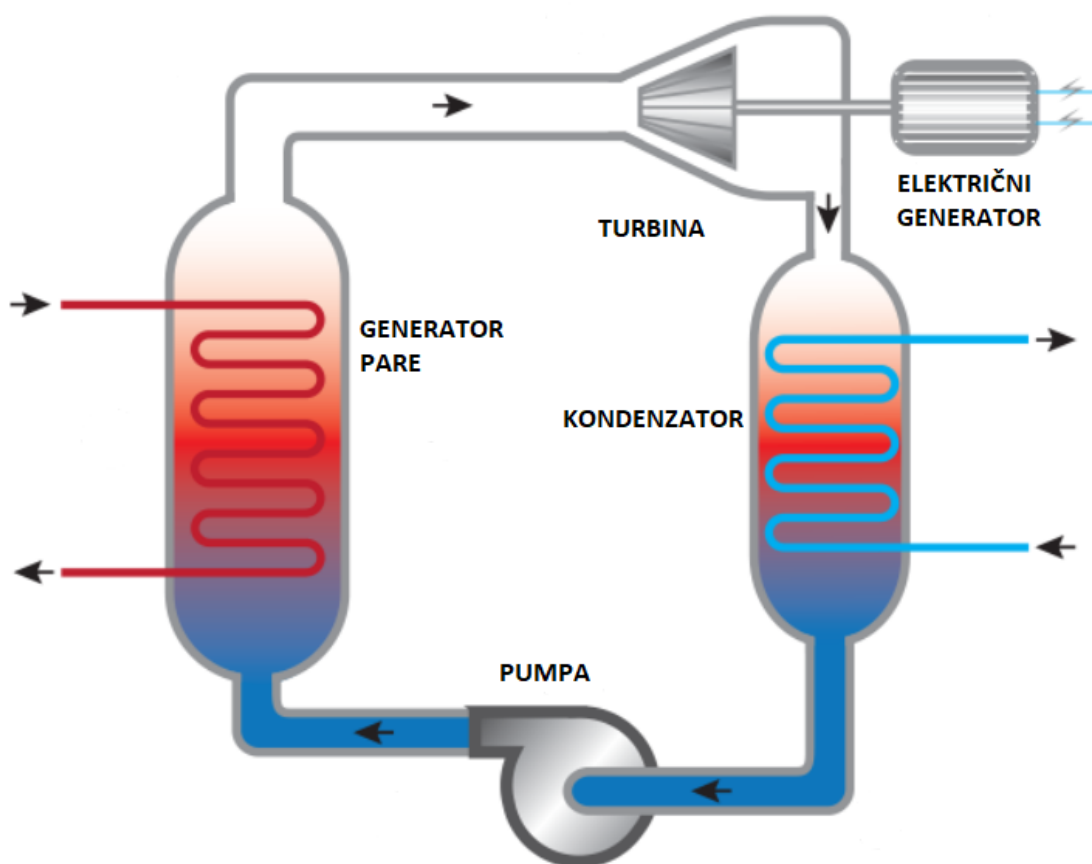 ELEKTRIČNI
GENERATOR
TURBINA
GENERATOR
PARE
KONDENZATOR
PUMPA